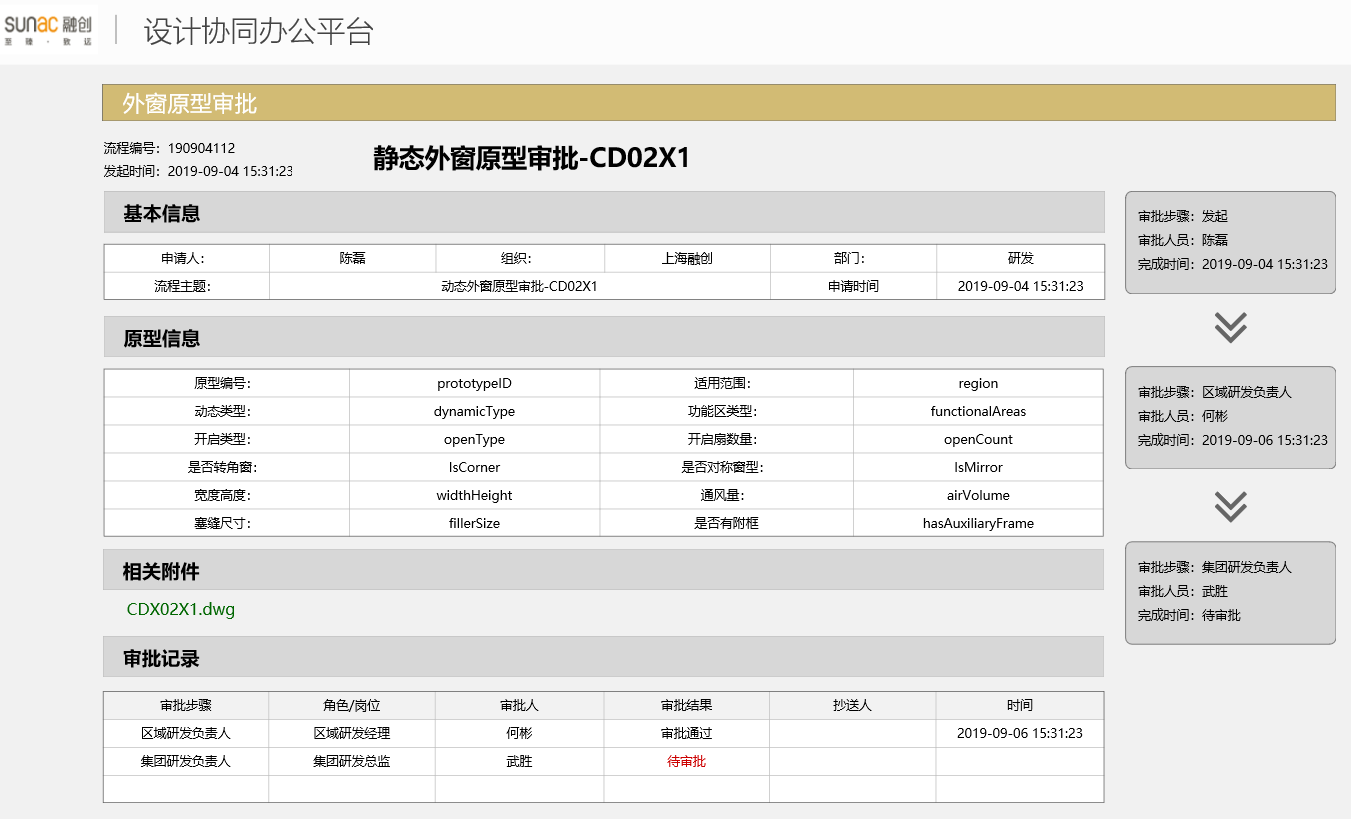 sunac 融创
至臻·致远
设计协同办公平台
外窗原型审批
流程编号: 190904112
发起时间: 2019-09-04 15:31:23
静态外窗原型审批-CD02X1
基本信息
申请人: 陈磊 组织: 上海融创 部门: 研发
流程主题: 动态外窗原型审批-CD02X1 申请时间 2019-09-04 15:31:23
原型信息
原型编号: prototypeID 适用范围: region
动态类型: dynamicType 功能区类型: functionalAreas
开启类型: openType 开启扇数量: openCount
是否转角窗: IsCorner 是否对称窗型: IsMirror
宽度高度: widthHeight 通风量: airVolume
塞缝尺寸: fillerSize 是否有附框 hasAuxiliaryFrame
相关附件
CDX02X1.dwg
审批记录
审批步骤 角色/岗位 审批人 审批结果 抄送人 时间
区域研发负责人 区域研发经理 何彬 审批通过 2019-09-06 15:31:23
集团研发负责人 集团研发总监 武胜 待审批
审批步骤: 发起
审批人员: 陈磊
完成时间: 2019-09-04 15:31:23
审批步骤: 区域研发负责人
审批人员: 何彬
完成时间: 2019-09-06 15:31:23
审批步骤: 集团研发负责人
审批人员: 武胜
完成时间: 待审批